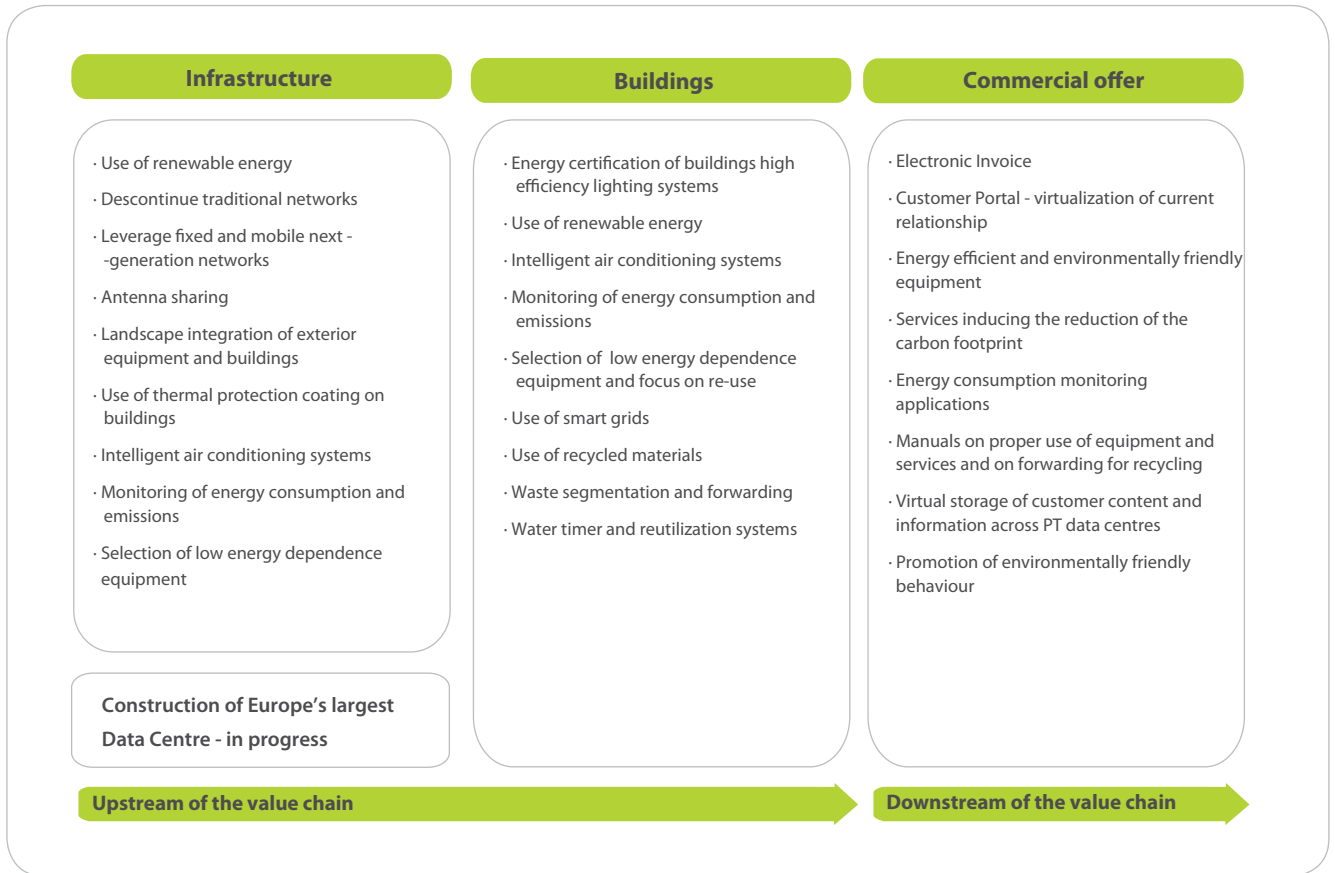 Infrastructure
· Use of renewable energy
· Descontinue traditional networks
· Leverage fixed and mobile next -
-generation networks
· Antenna sharing
· Landscape integration of exterior
equipment and buildings
· Use of thermal protection coating on
buildings
· Intelligent air conditioning systems
· Monitoring of energy consumption and
emissions
· Selection of low energy dependence
equipment
Construction of Europe’s largest
Data Centre - in progress
Buildings
· Energy certification of buildings high
efficiency lighting systems
· Use of renewable energy
· Intelligent air conditioning systems
· Monitoring of energy consumption and
emissions
· Selection of low energy dependence
equipment and focus on re-use
· Use of smart grids
· Use of recycled materials
· Waste segmentation and forwarding
· Water timer and reutilization systems
Commercial offer
· Electronic Invoice
· Customer Portal - virtualization of current
relationship
· Energy efficient and environmentally friendly
equipment
· Services inducing the reduction of the
carbon footprint
· Energy consumption monitoring
applications
· Manuals on proper use of equipment and
services and on forwarding for recycling
· Virtual storage of customer content and
information across PT data centres
· Promotion of environmentally friendly
behaviour
Upstream of the value chain
Downstream of the value chain